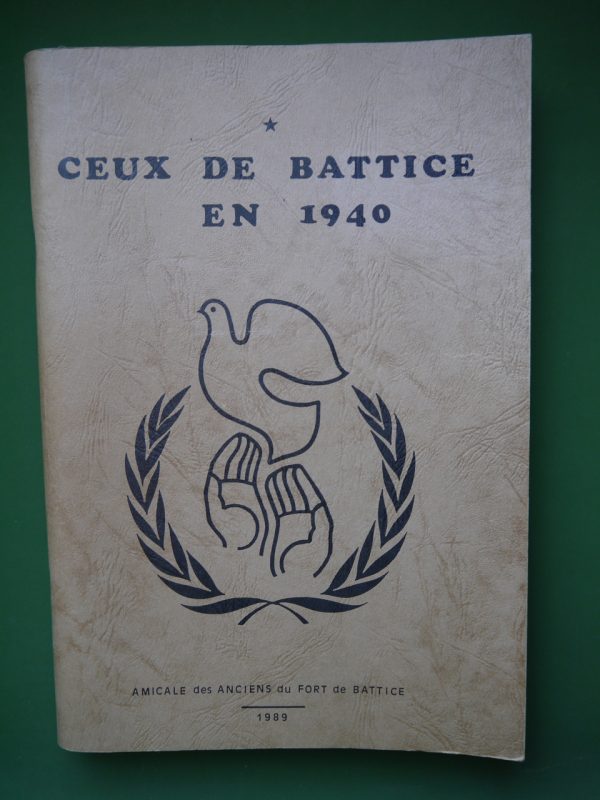 CEUX DE BATTICE
EN 1940
AMICALE des ANCIENS du FORT de BATTICE
1989